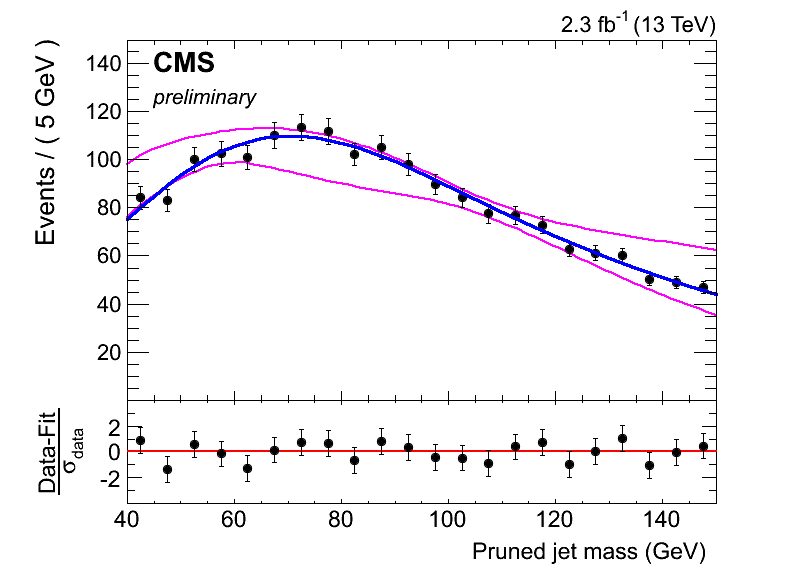 2.3 fb-1 (13 TeV)
CMS
preliminary
Events / ( 5 GeV )
140
120
100
80
60
40
20
Data-Fit
σdata
2
0
-2
40 60 80 100 120 140
Pruned jet mass (GeV)